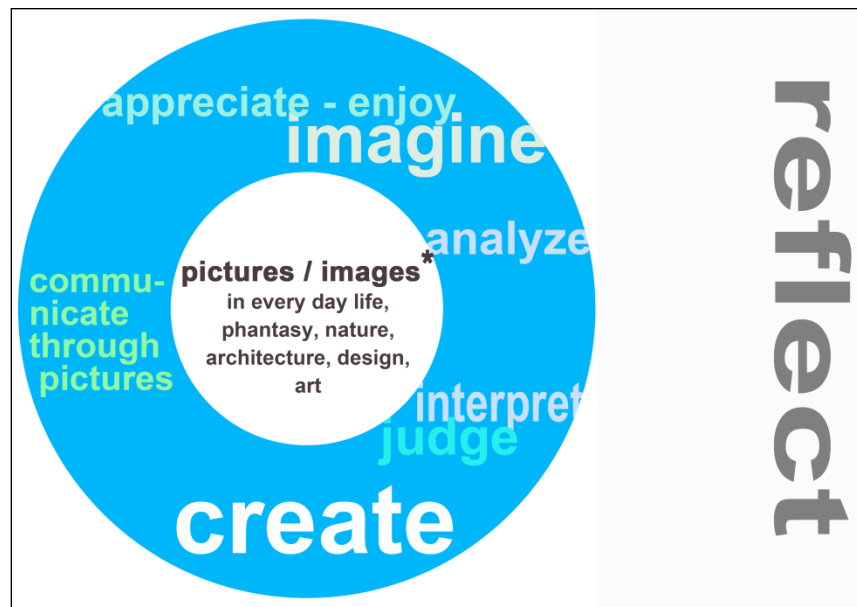 appreciate - enjoy
imagine
analyze
pictures / images*
in every day life,
phantasy, nature,
architecture, design,
art
commu-
nicate
through
pictures
interpret
judge
create
reflect